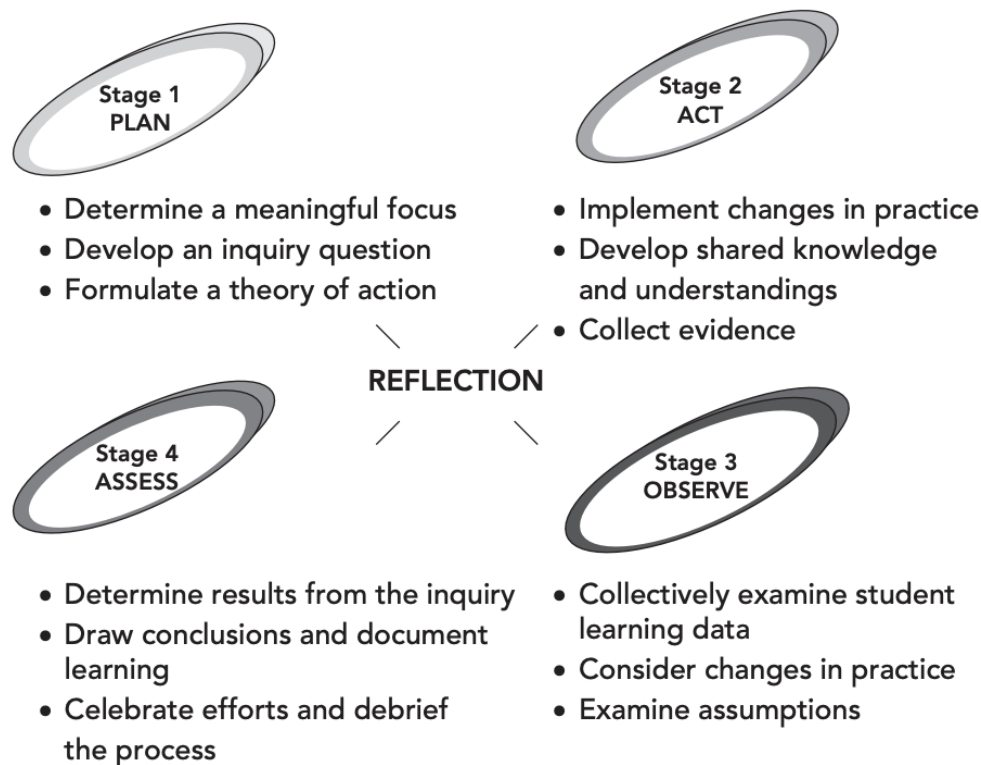 Stage 1
PLAN
• Determine a meaningful focus
• Develop an inquiry question
• Formulate a theory of action
Stage 2
ACT
• Implement changes in practice
• Develop shared knowledge
and understandings
• Collect evidence
REFLECTION
Stage 4
ASSESS
• Determine results from the inquiry
• Draw conclusions and document
learning
• Celebrate efforts and debrief
the process
Stage 3
OBSERVE
• Collectively examine student
learning data
• Consider changes in practice
• Examine assumptions